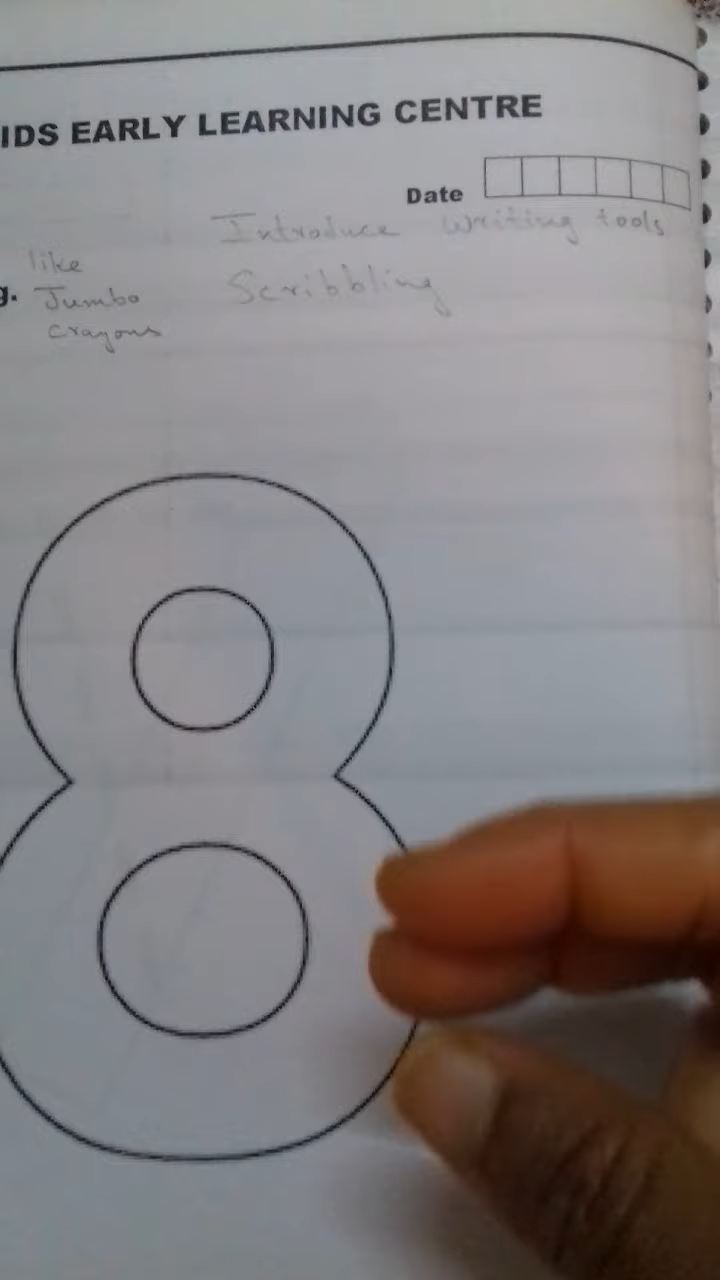 IDS EARLY LEARNING CENTRE
Date
Introduce writing tools
like
g. Jumbo Scribbling
crayons
8